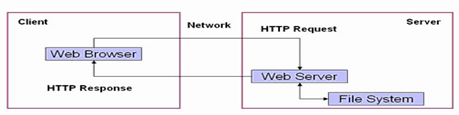 Client
Server
Network
HTTP Request
Web Browser
Web Server
HTTP Response
File System